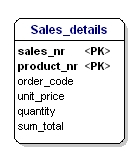 Sales_details
sales_nr <PK>
product_nr <PK>
order_code
unit_price
quantity
sum_total